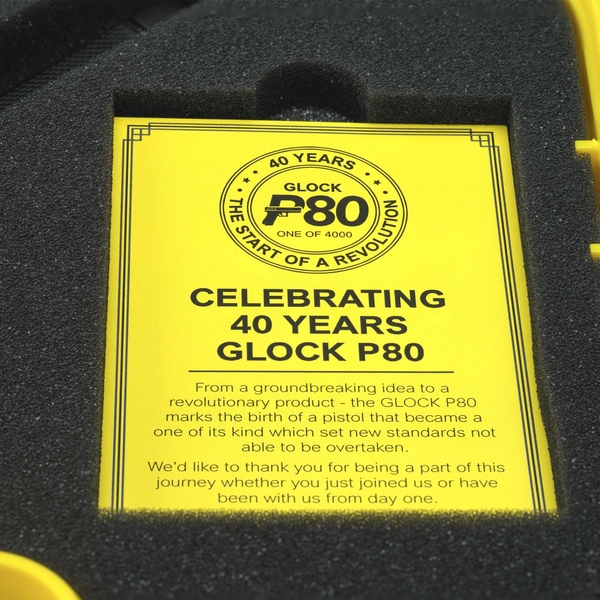 40 YEARS
GLOCK
P80
ONE OF 4000
THE START OF A REVOLUTION
CELEBRATING
40 YEARS
GLOCK P80
From a groundbreaking idea to a
revolutionary product - the GLOCK P80
marks the birth of a pistol that became a
one of its kind which set new standards not
able to be overtaken.
We'd like to thank you for being a part of this
journey whether you just joined us or have
been with us from day one.